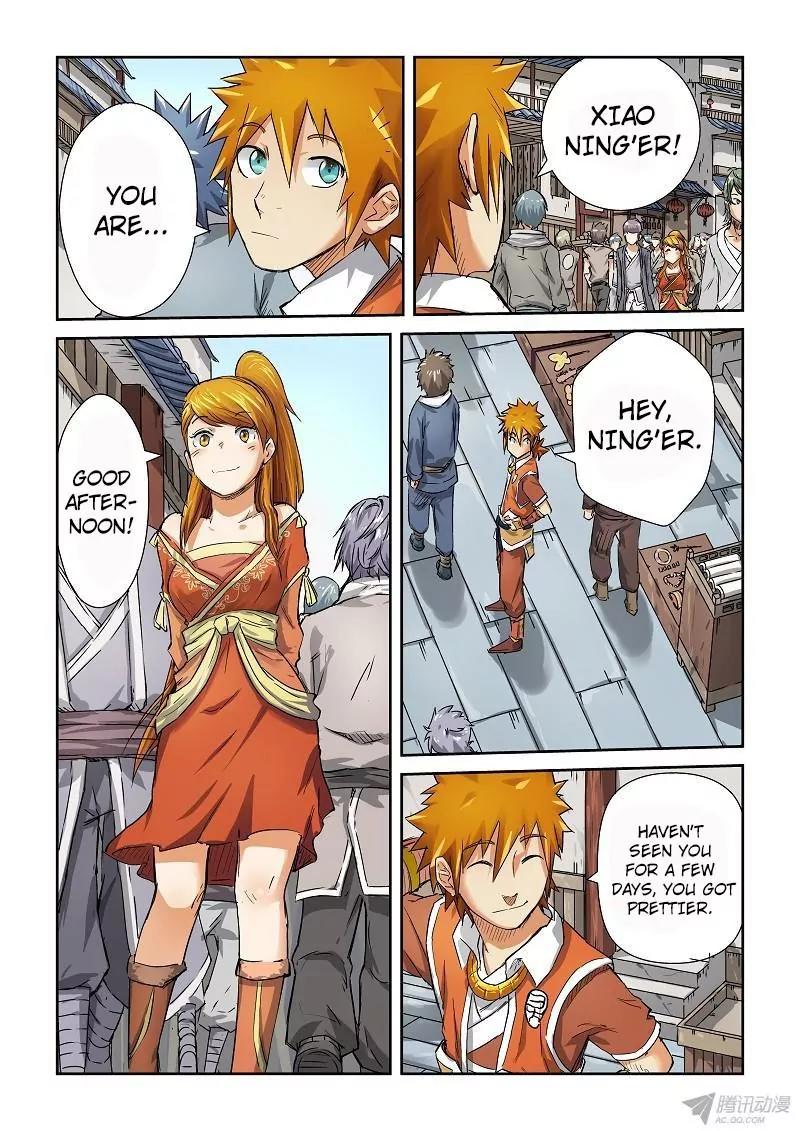 YOU
ARE...
XIAO
NING'ER!
GOOD
AFTER-
NOON!
HEY,
NING'ER.
HAVEN'T
SEEN YOU
FOR A FEW
DAYS, YOU GOT
PRETTIER.
腾讯动漫
AC.QQ.COM